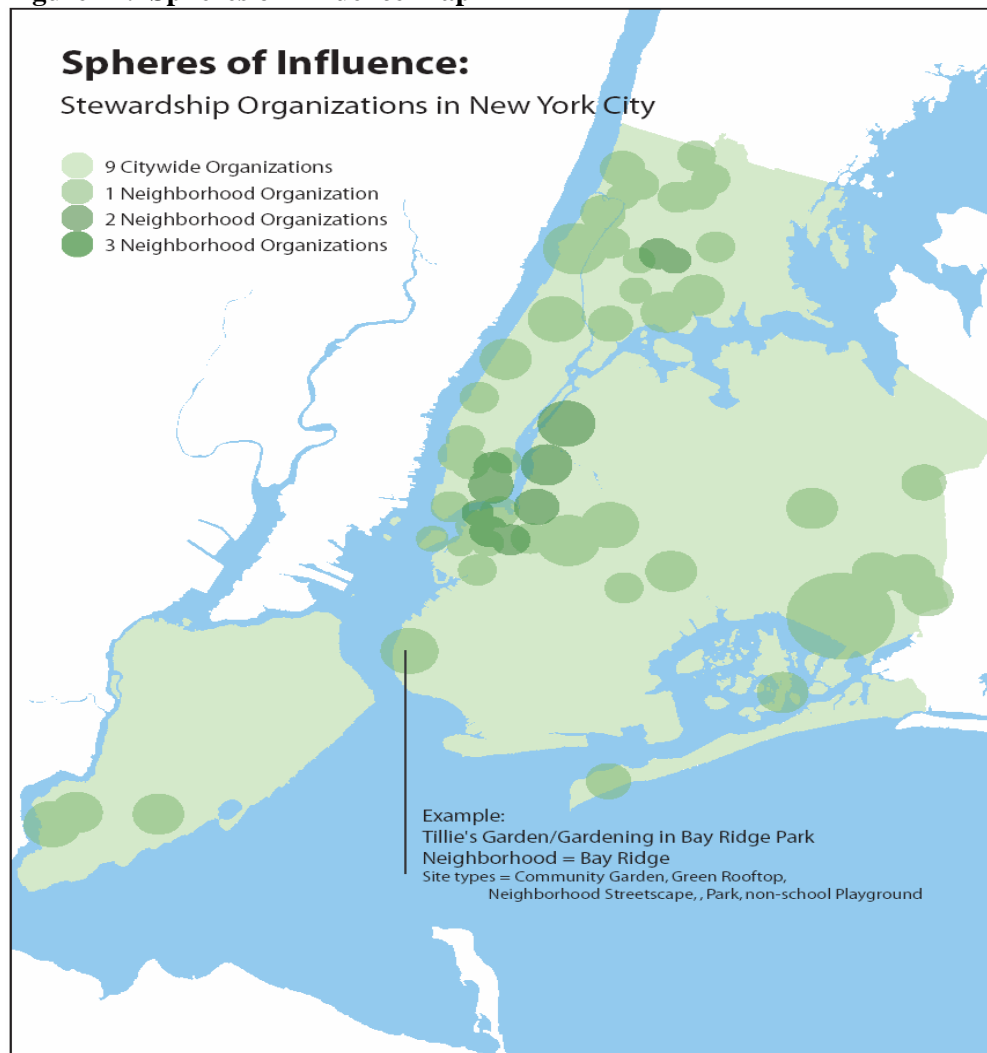 Spheres of Influence:
Stewardship Organizations in New York City
9 Citywide Organizations
1 Neighborhood Organization
2 Neighborhood Organizations
3 Neighborhood Organizations
Example:
Tillie's Garden/Gardening in Bay Ridge Park
Neighborhood = Bay Ridge
Site types = Community Garden, Green Rooftop,
Neighborhood Streetscape, , Park, non-school Playground